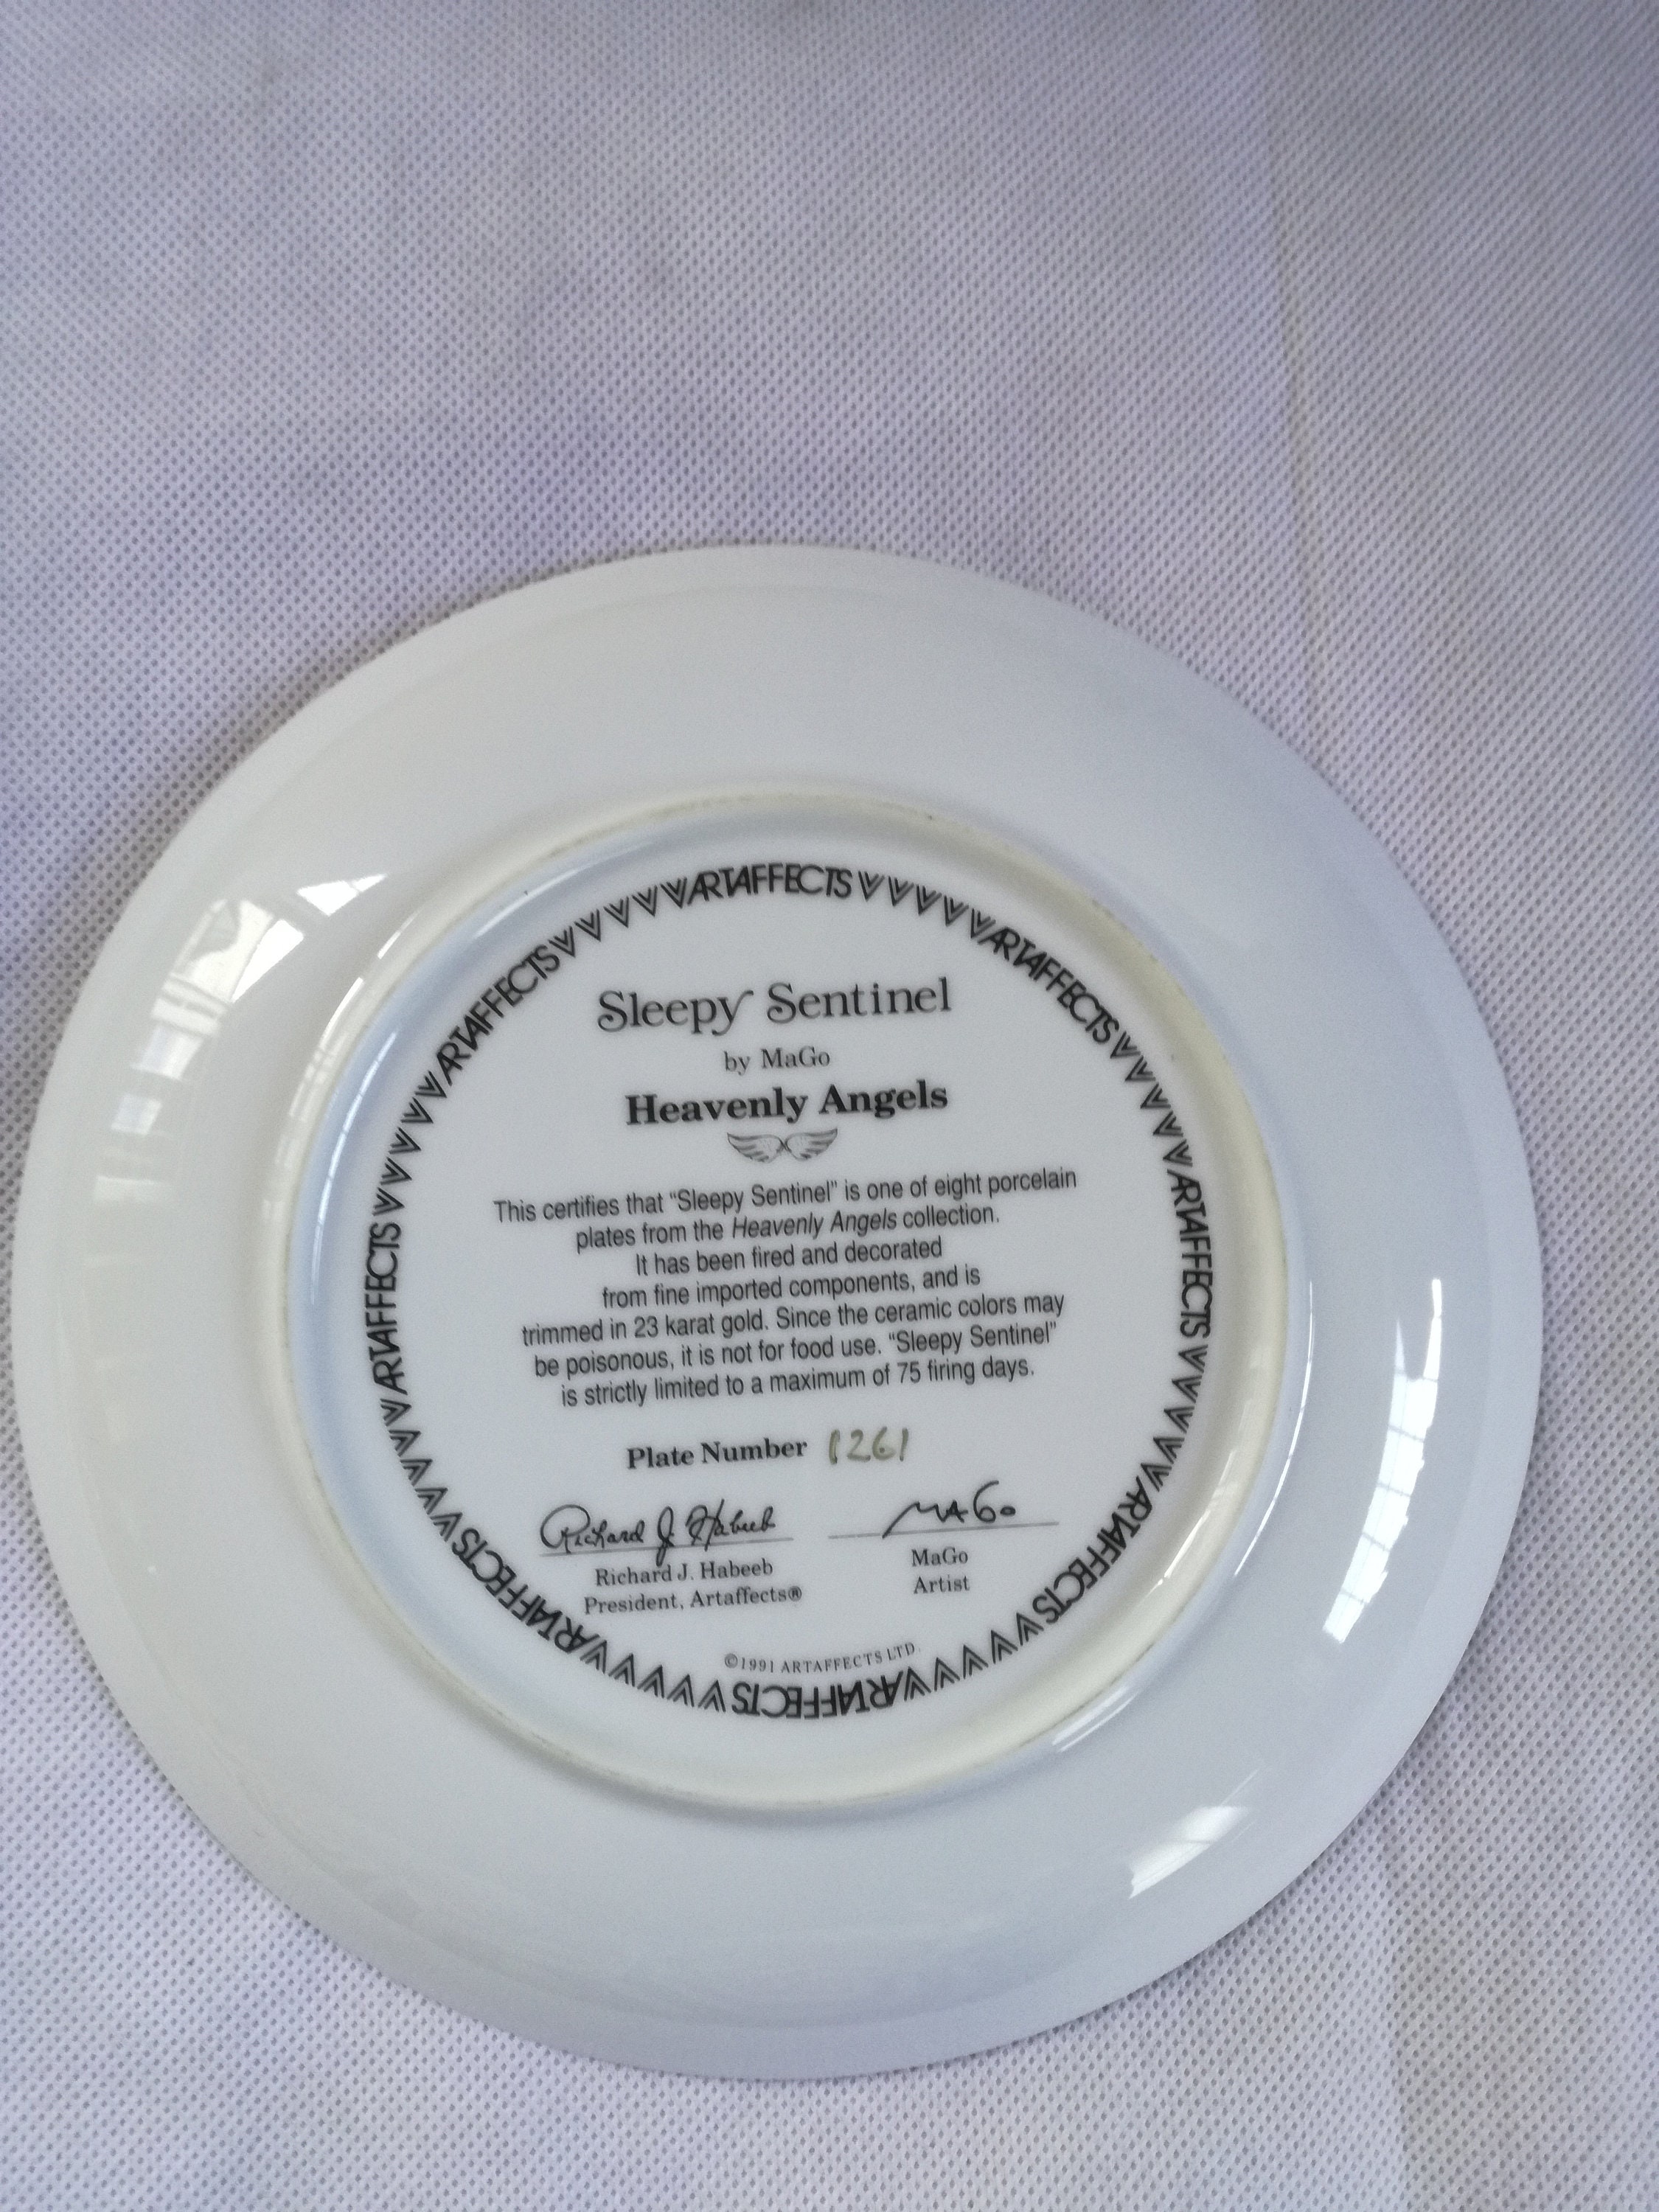 ARTAFFECTS
ARTAFFECTS
ARTAFFECTS
ARTAFFECTS
ARTAFFECTS
ARTAFFECTS
ARTAFFECTS
ARTAFFECTS
Sleepy Sentinel
by MaGo
Heavenly Angels
This certifies that “Sleepy Sentinel” is one of eight porcelain
plates from the Heavenly Angels collection.
It has been fired and decorated
from fine imported components, and is
trimmed in 23 karat gold. Since the ceramic colors may
be poisonous, it is not for food use. “Sleepy Sentinel”
is strictly limited to a maximum of 75 firing days.
Plate Number 1261
Richard J. Habeeb MaGo
Richard J. Habeeb MaGo
President, Artaffects® Artist
©1991 ARTAFFECTS LTD.